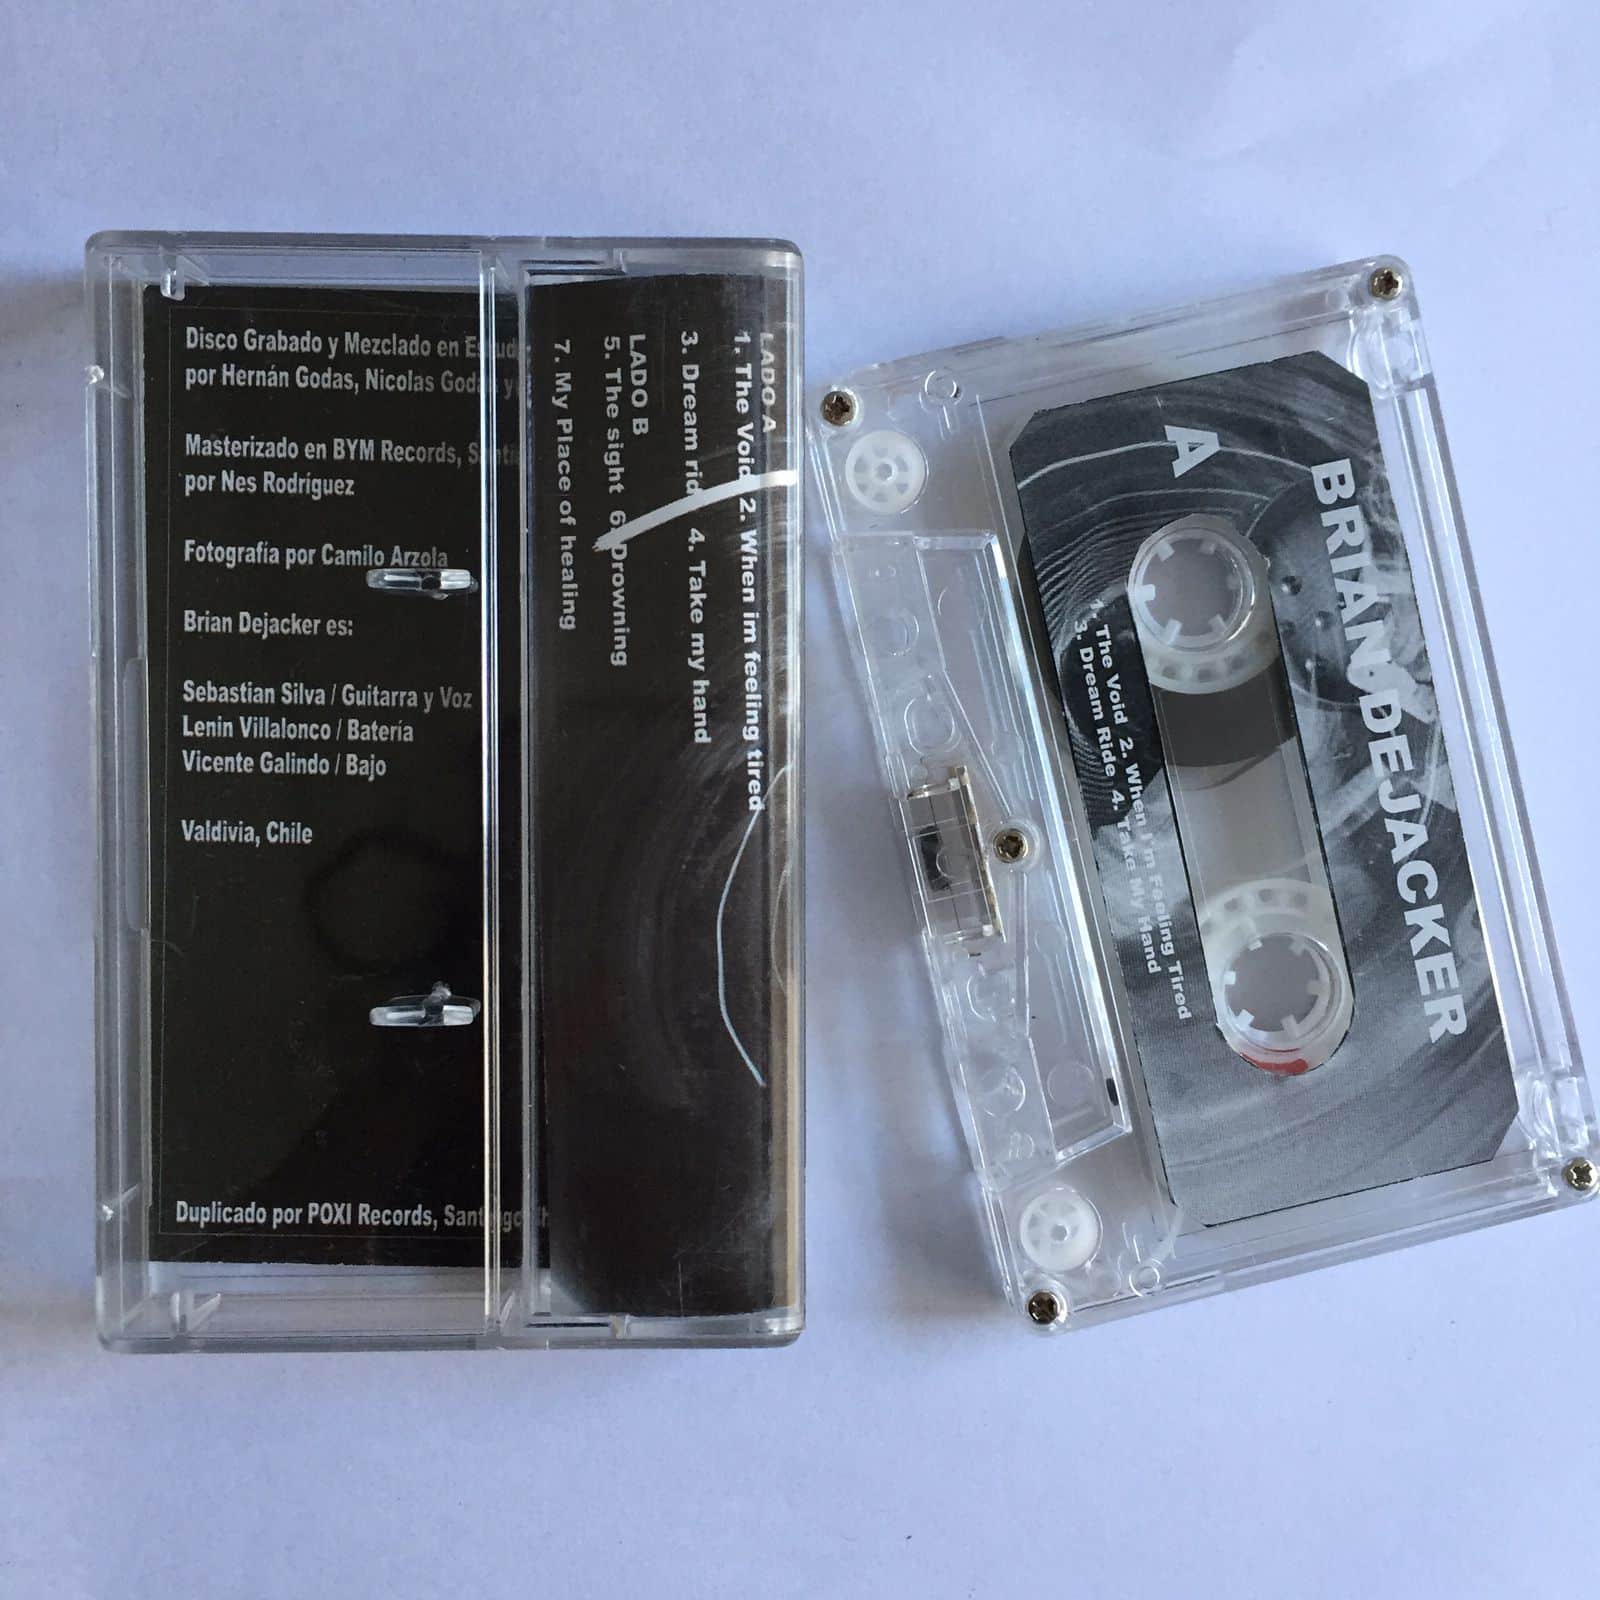 Disco Grabado y Mezclado en
por Hernán Godas, Nicolas Godas
Masterizado en BYM Records,
por Nes Rodríguez
Fotografía por Camilo Arzola
Brian Dejacker es:
Sebastian Silva / Guitarra y Voz
Lenin Villalonco / Batería
Vicente Galindo / Bajo
Valdivia, Chile
Duplicado por POXI Records,
LADO A
1. The Void 2. When im feeling tired
3. Dream ride 4. Take my hand
LADO B
5. The sight 6. Drowning
7. My Place of healing
BRIAN DEJACKER
A
1. The Void 2. When I'm Feeling Tired
3. Dream Ride 4. Take My Hand